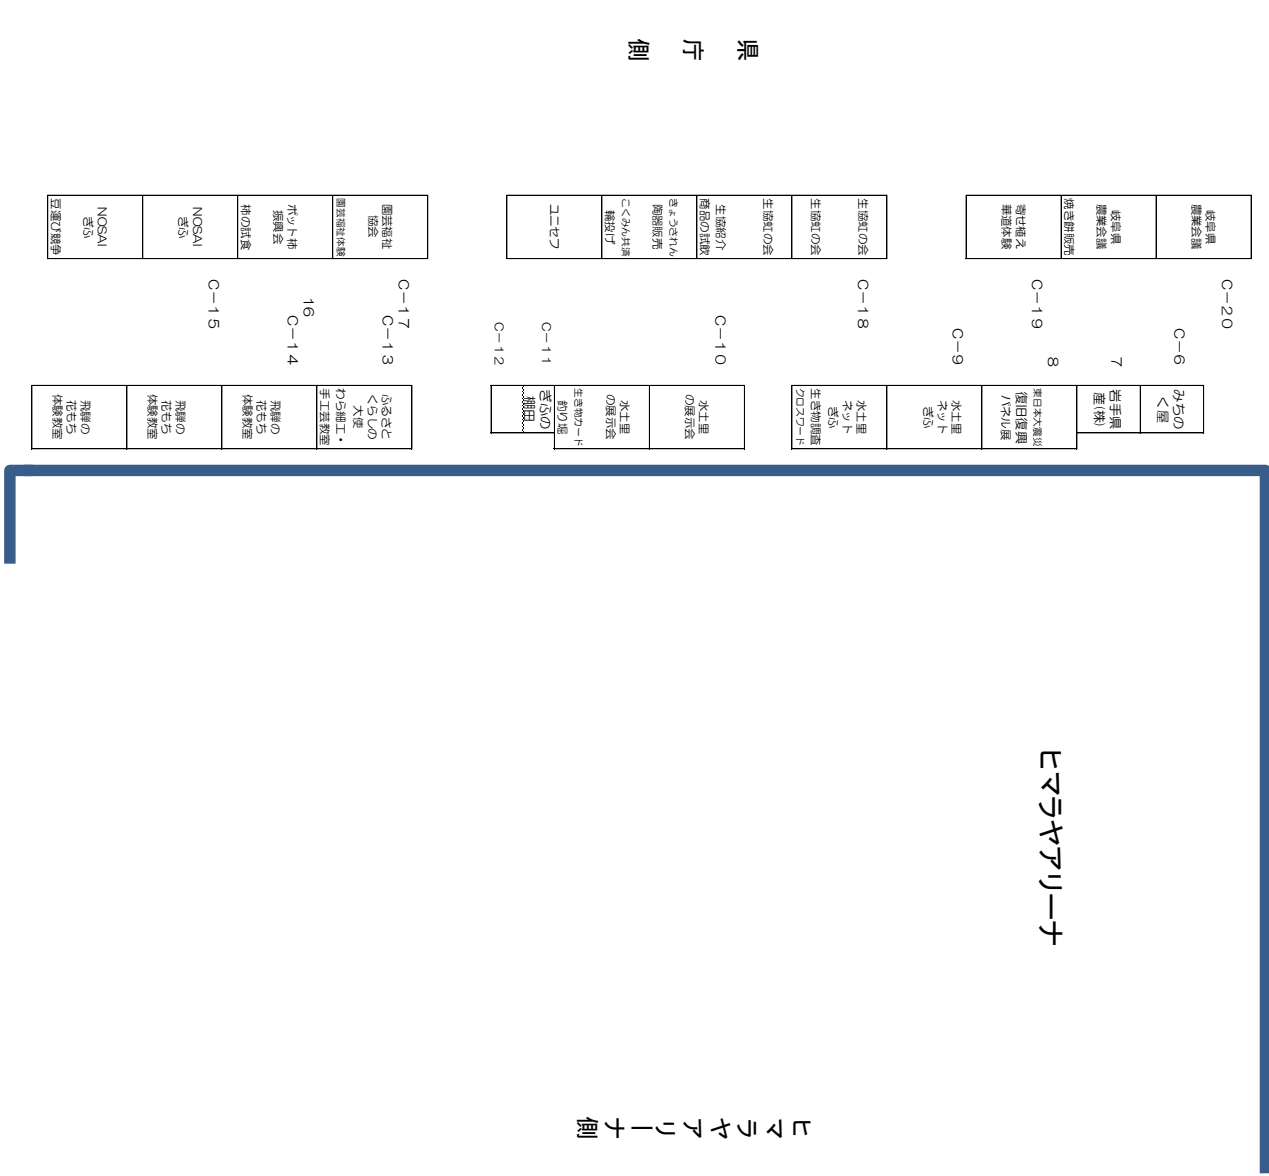 県庁側
岐阜県
農業会議
岐阜県
農業会議
焼き餅販売
寄せ植え
華道体験
生協虹の会
生協虹の会
生協虹の会
生協紹介
商品の試飲
きょうされん
陶器販売
こくみん共済
輪投げ
ユニセフ
園芸福祉
協会
園芸福祉体験
ポット柿
振興会
柿の試食
NOSAI
ぎふ
NOSAI
ぎふ
豆運び競争
C－20
C－19
C－18
C－17
16
C－15
C－6
7
8
C－9
C－10
C－11
C－12
C－13
C－14
みちの
く屋
岩手県
産(株)
東日本大震災
復旧復興
パネル展
水土里
ネット
ぎふ
水土里
ネット
ぎふ
生き物調査
クロスワード
水土里
の展示会
水土里
の展示会
生き物カード
釣り堀
ぎふの
棚田
ふるさと
くらしの
大使
わら細工・
手工芸教室
飛騨の
花もち
体験教室
飛騨の
花もち
体験教室
飛騨の
花もち
体験教室
ヒマラヤアリーナ
ヒマラヤアリーナ側